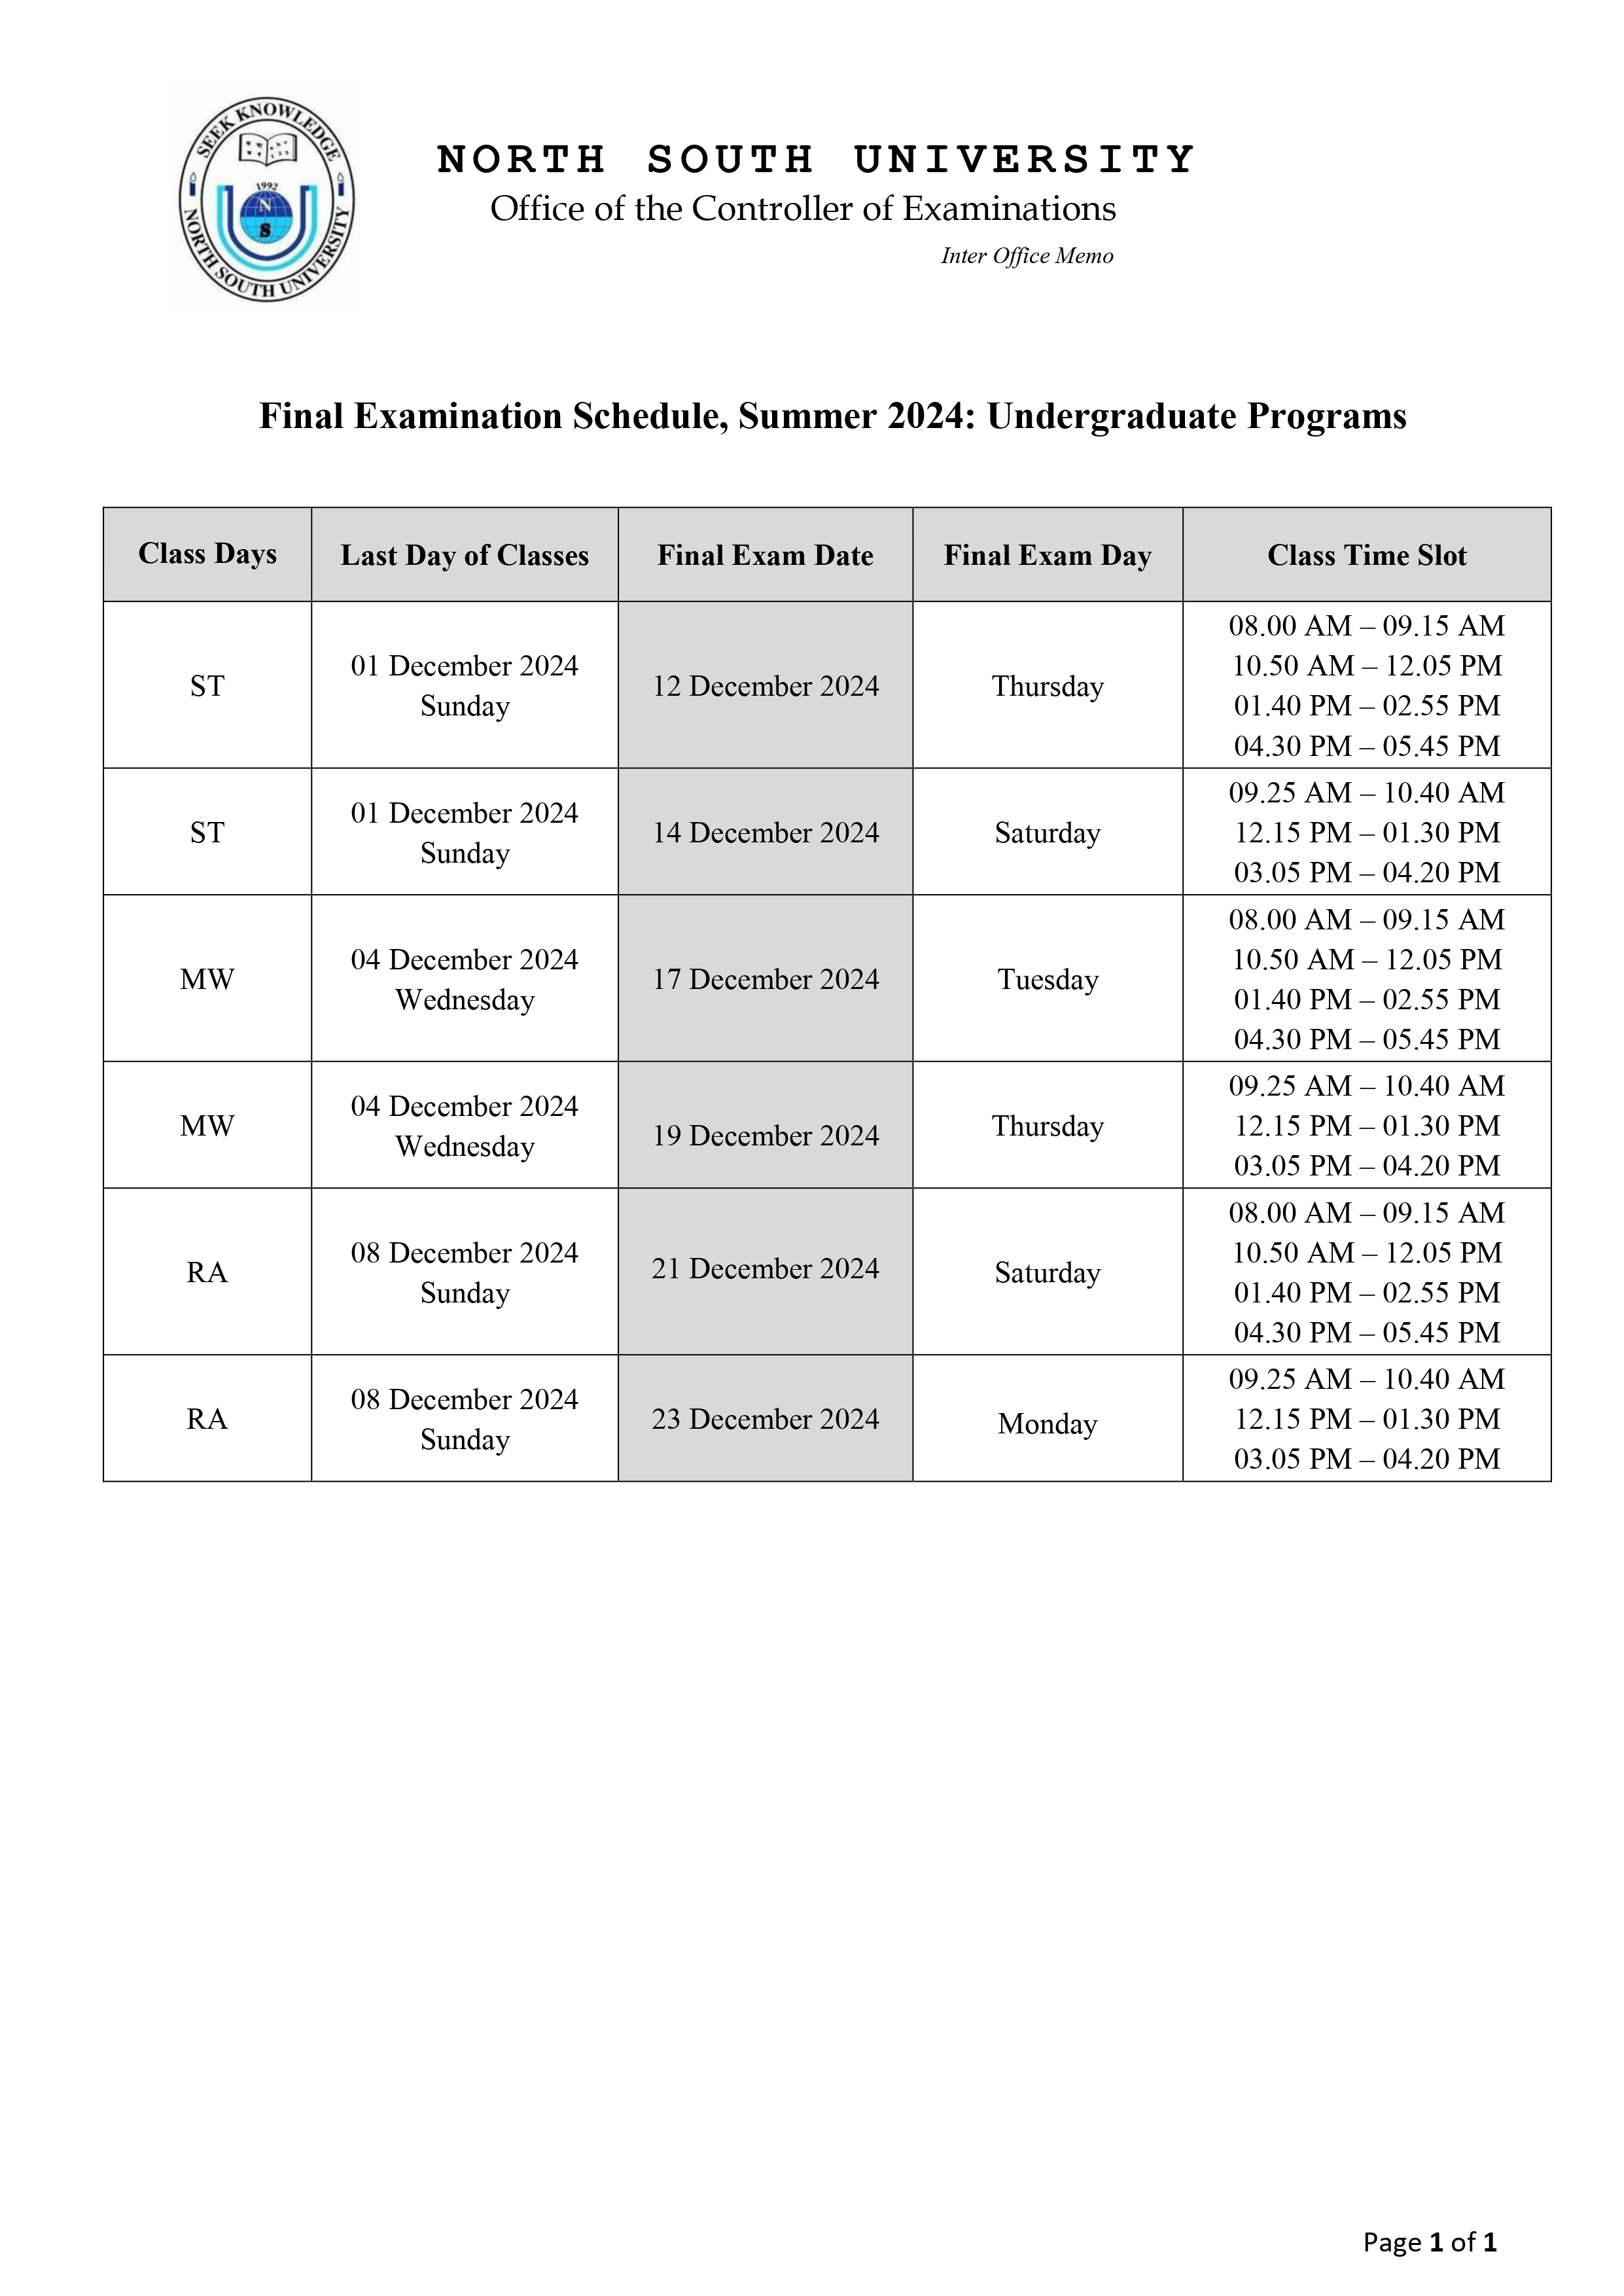 SEEK KNOWLEDGE
1992
N
S
NORTH SOUTH UNIVERSITY
NORTH SOUTH UNIVERSITY
Office of the Controller of Examinations
Inter Office Memo
Final Examination Schedule, Summer 2024: Undergraduate Programs
Class Days Last Day of Classes Final Exam Date Final Exam Day Class Time Slot
ST
01 December 2024
Sunday
12 December 2024
Thursday
08.00 AM – 09.15 AM
10.50 AM – 12.05 PM
01.40 PM – 02.55 PM
04.30 PM – 05.45 PM
ST
01 December 2024
Sunday
14 December 2024
Saturday
09.25 AM – 10.40 AM
12.15 PM – 01.30 PM
03.05 PM – 04.20 PM
MW
04 December 2024
Wednesday
17 December 2024
Tuesday
08.00 AM – 09.15 AM
10.50 AM – 12.05 PM
01.40 PM – 02.55 PM
04.30 PM – 05.45 PM
MW
04 December 2024
Wednesday
19 December 2024
Thursday
09.25 AM – 10.40 AM
12.15 PM – 01.30 PM
03.05 PM – 04.20 PM
RA
08 December 2024
Sunday
21 December 2024
Saturday
08.00 AM – 09.15 AM
10.50 AM – 12.05 PM
01.40 PM – 02.55 PM
04.30 PM – 05.45 PM
RA
08 December 2024
Sunday
23 December 2024
Monday
09.25 AM – 10.40 AM
12.15 PM – 01.30 PM
03.05 PM – 04.20 PM
Page 1 of 1